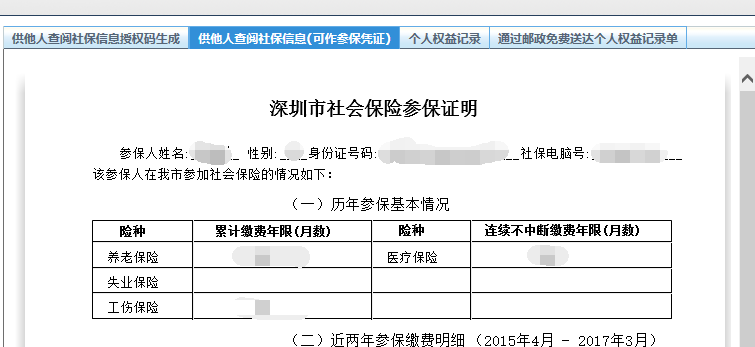 供他人查阅社保信息授权码生成 供他人查阅社保信息(可作参保凭证) 个人权益记录 通过邮政免费送达个人权益记录单
深圳市社会保险参保证明
参保人姓名: 性别: 身份证号码: 社保电脑号:
该参保人在我市参加社会保险的情况如下:
(一)历年参保基本情况
险种 累计缴费年限(月数) 险种 连续不中断缴费年限(月数)
养老保险 医疗保险
失业保险
工伤保险
(二)近两年参保缴费明细 (2015年4月 - 2017年3月)